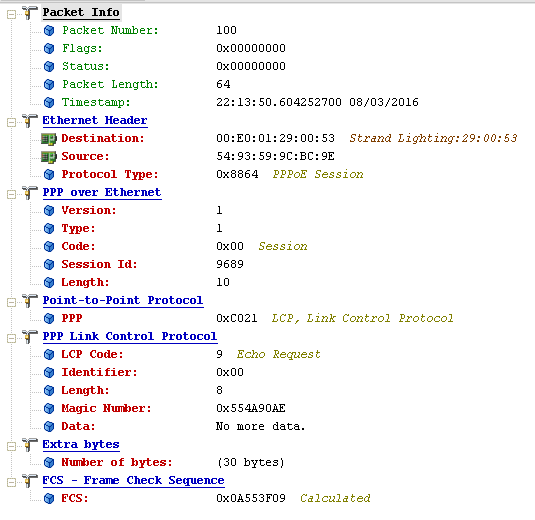 Packet Info
Packet Number: 100
Flags: 0x00000000
Status: 0x00000000
Packet Length: 64
Timestamp: 22:13:50.604252700 08/03/2016
Ethernet Header
Destination: 00:E0:01:29:00:53 Strand Lighting:29:00:53
Source: 54:93:59:9C:BC:9E
Protocol Type: 0x8864 PPPoE Session
PPP over Ethernet
Version: 1
Type: 1
Code: 0x00 Session
Session Id: 9689
Length: 10
Point-to-Point Protocol
PPP 0xC021 LCP, Link Control Protocol
PPP Link Control Protocol
LCP Code: 9 Echo Request
Identifier: 0x00
Length: 8
Magic Number: 0x554A90AE
Data: No more data.
Extra bytes
Number of bytes: (30 bytes)
FCS - Frame Check Sequence
FCS: 0x0A553F09 Calculated